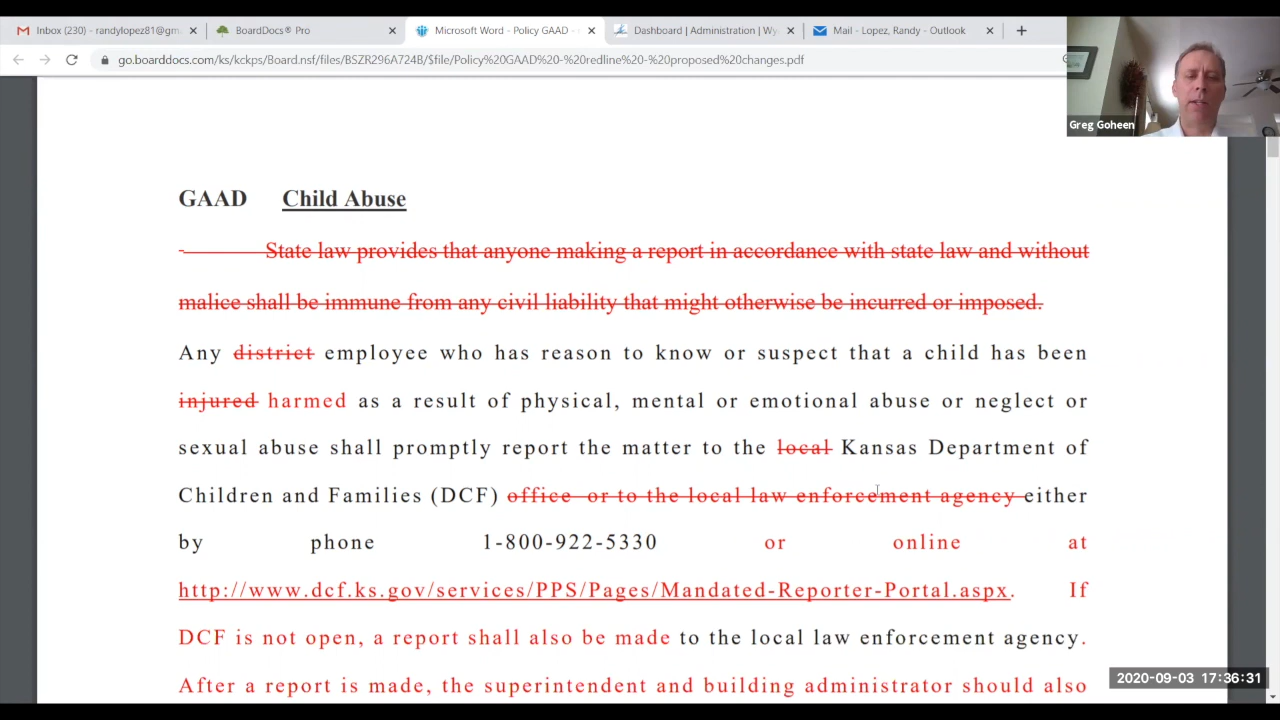 Inbox (230) - randylopez81@gm
BoardDocs® Pro
Microsoft Word - Policy GAAD -
Dashboard | Administration | Wy
Mail - Lopez, Randy - Outlook
go.boarddocs.com/ks/kckps/Board.nsf/files/BSZS896A724B/$file/Policy%20GAAD%20-%20redline%20-%20proposed%20changes.pdf
Greg Goheen
GAAD Child Abuse
- State law provides that anyone making a report in accordance with state law and without
malice shall be immune from any civil liability that might otherwise be incurred or imposed.
Any district employee who has reason to know or suspect that a child has been
injured harmed as a result of physical, mental or emotional abuse or neglect or
sexual abuse shall promptly report the matter to the local Kansas Department of
Children and Families (DCF) office or to the local law enforcement agency either
by phone 1-800-922-5330 or online at
http://www.dcf.ks.gov/services/PPS/Pages/Mandated-Reporter-Portal.aspx. If
DCF is not open, a report shall also be made to the local law enforcement agency.
After a report is made, the superintendent and building administrator should also
2020-09-03 17:36:31